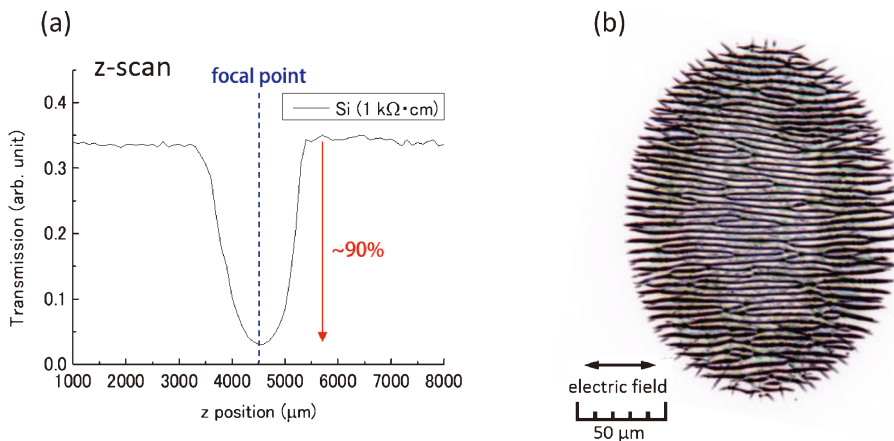 (a)
z-scan
focal point
Si (1 kΩ・cm)
~90%
Transmission (arb. unit)
0.4
0.3
0.2
0.1
0.0
1000 2000 3000 4000 5000 6000 7000 8000
z position (μm)
(b)
electric field
50 μm